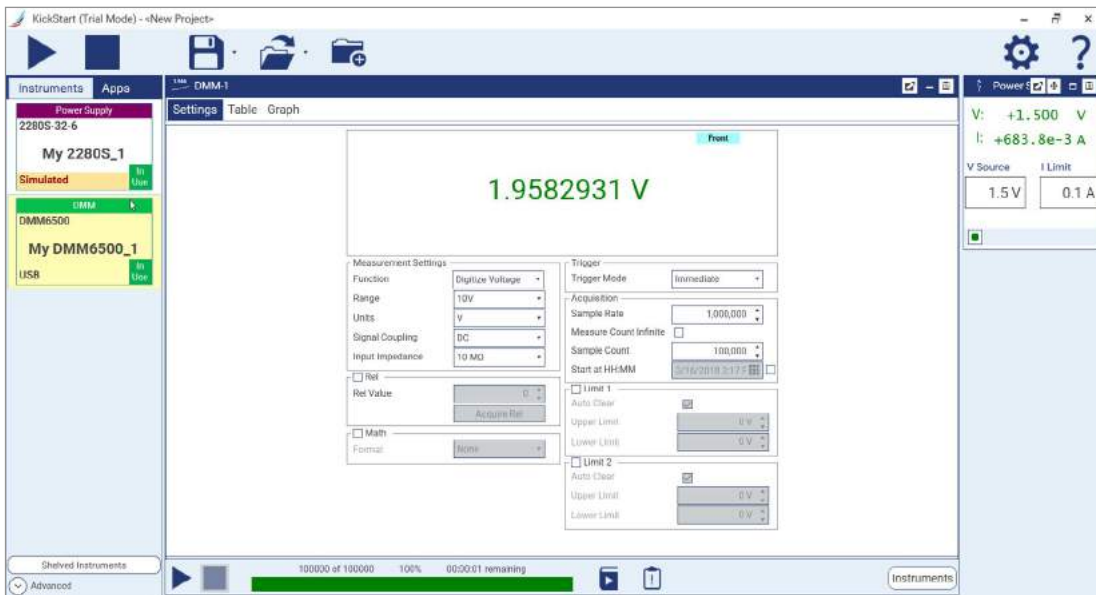 KickStart (Trial Mode) - <New Project>
Instruments Apps
Power Supply
2280S-32-6
My 2280S_1
Simulated
In Use
DMM
DMM6500
My DMM6500_1
USB
In Use
Shelved Instruments
Advanced
DMM-1
Settings Table Graph
Front
1.9582931 V
Measurement Settings
Function Digitize Voltage
Range 10V
Units V
Signal Coupling DC
Input Impedance 10 MΩ
Rel
Rel Value 0
Acquire Rel
Math
Format None
Trigger
Trigger Mode Immediate
Acquisition
Sample Rate 1,000,000
Measure Count Infinite
Sample Count 100,000
Start at HH:MM
Limit 1
Auto Clear
Upper Limit 0 V
Lower Limit 0 V
Limit 2
Auto Clear
Upper Limit 0 V
Lower Limit 0 V
100000 of 100000 100% 00:00:01 remaining
Instruments
Power S
V: +1.500 V
I: +683.8e-3 A
V Source I Limit
1.5 V 0.1 A